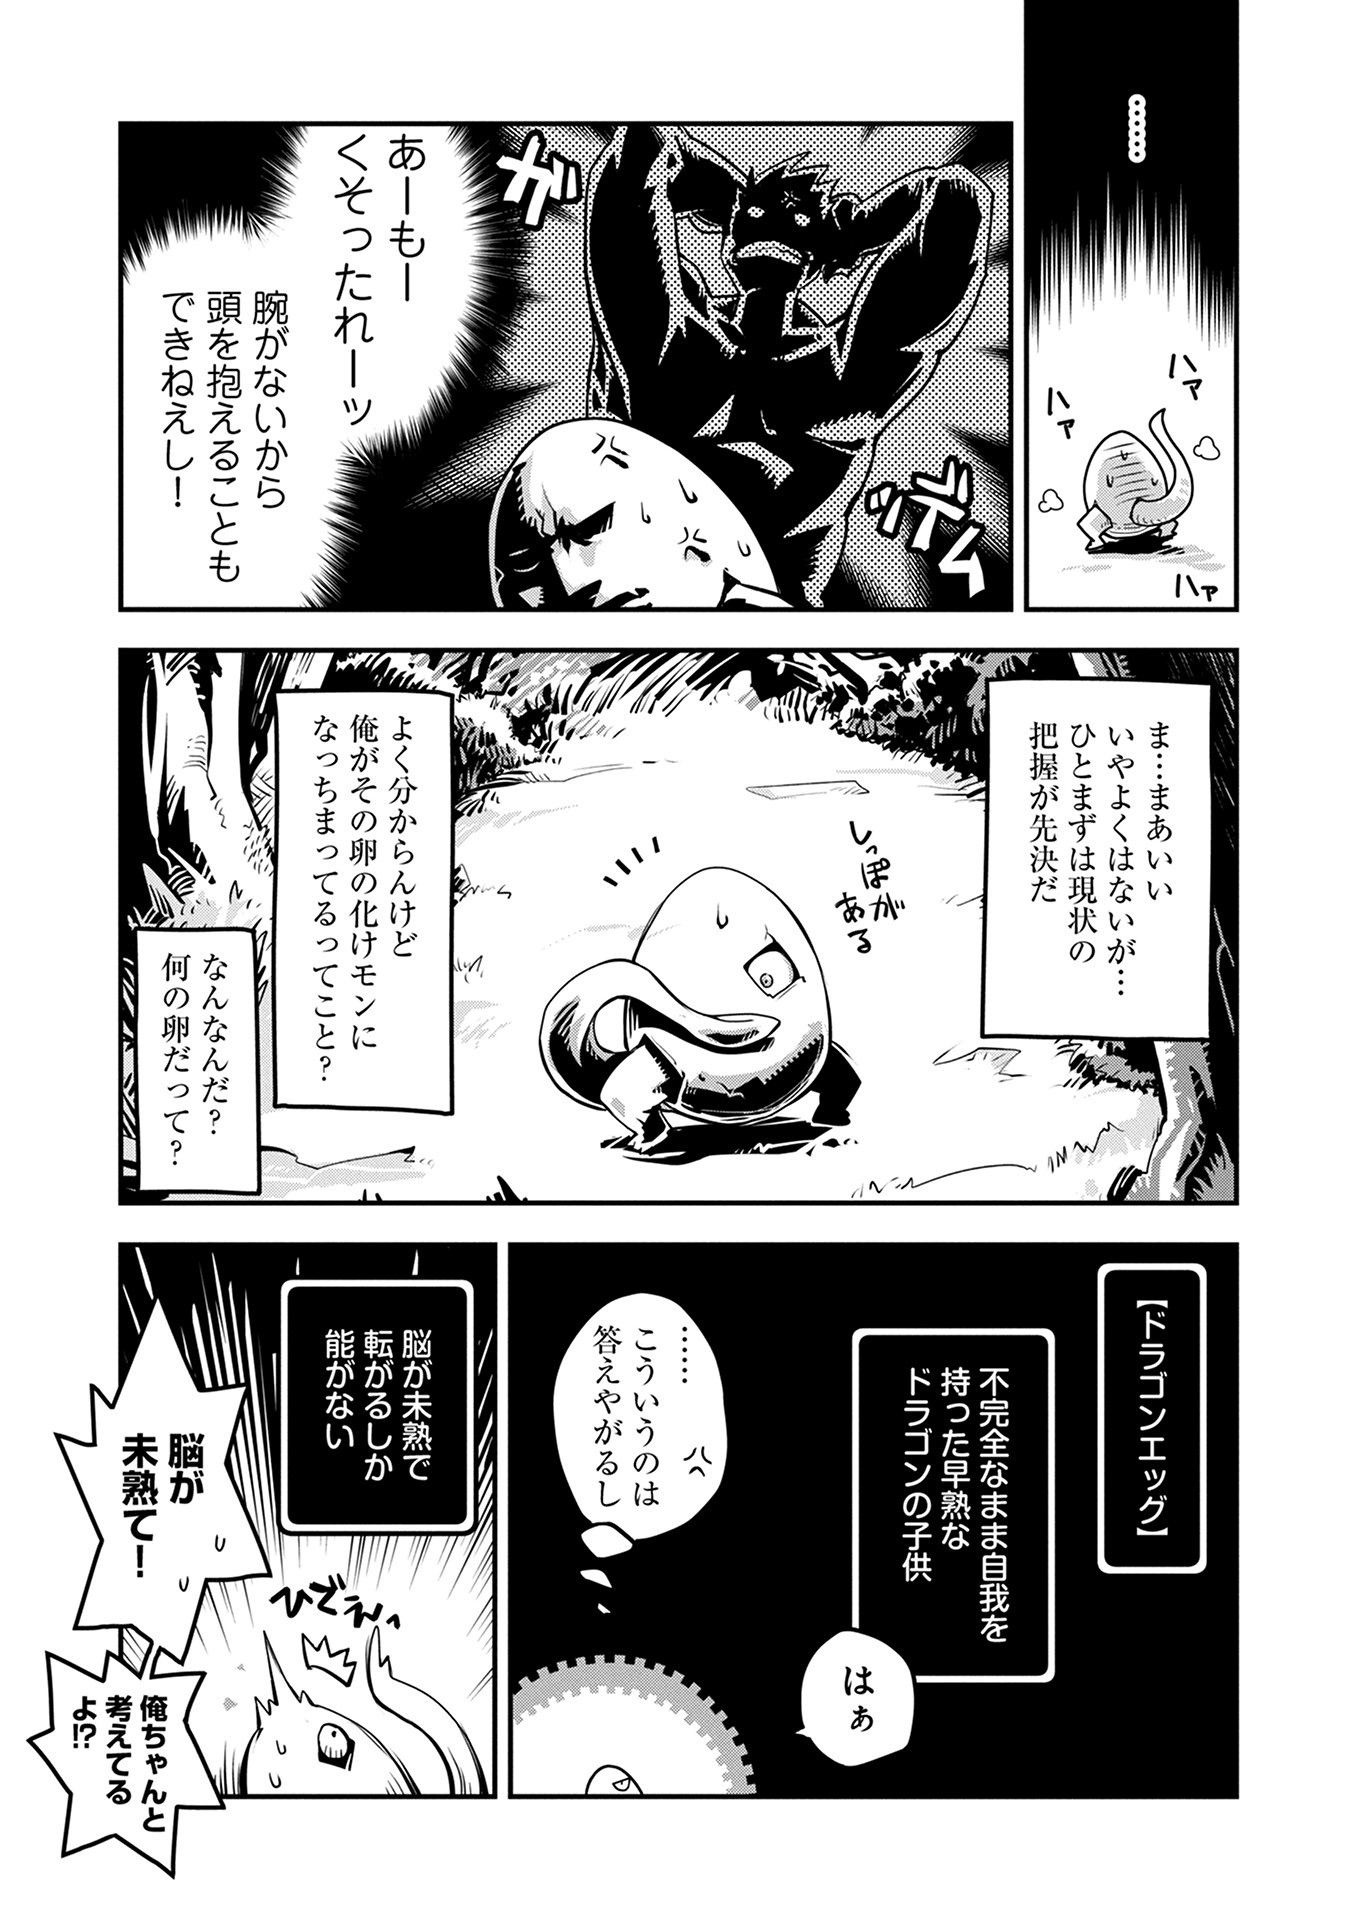 ……
ハァ
ハァ
ハァ
あーもー
くそったれーッ
腕がないから
頭を抱えることも
できねえし！
ま…まあいい
いやよくはないが…
ひとまずは現状の
把握が先決だ
しっぽが
ある
よく分からんけど
俺がその卵の化けモンに
なっちまってるってこと？
なんなんだ？
何の卵だって？
【ドラゴンエッグ】
不完全なまま自我を
持った早熟な
ドラゴンの子供
はぁ
……
こういうのは
答えやがるし
脳が未熟で
転がるしか
能がない
脳が
未熟て！
ひでえっ
俺ちゃんと
考えてる
よ!?